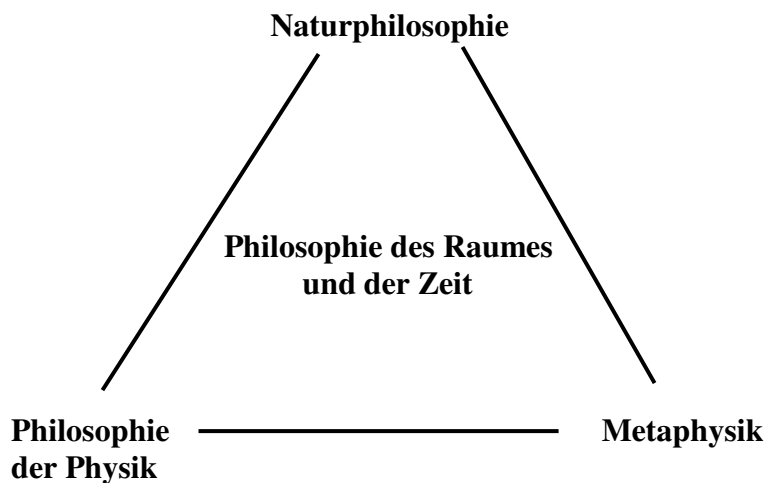 Naturphilosophie
Philosophie des Raumes
und der Zeit
Philosophie
der Physik
Metaphysik